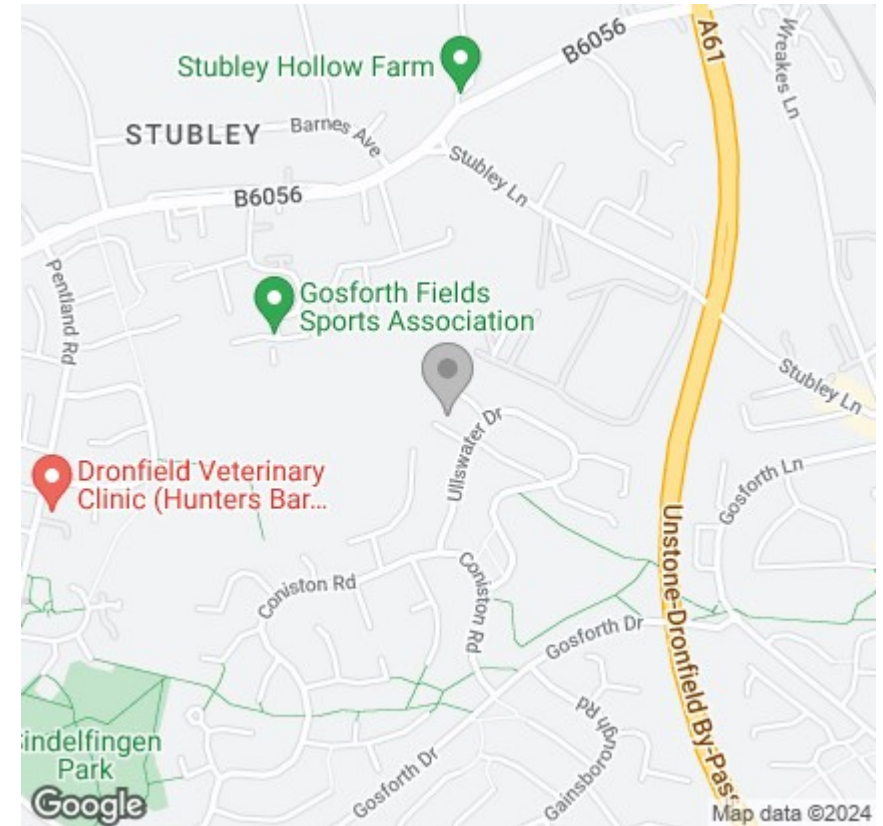 Stubley Hollow Farm
B6056
A61
Wreakes Ln
STUBLEY
Barnes Ave
Stubley Ln
B6056
Pentland Rd
Gosforth Fields
Sports Association
Stubley Ln
Ullswater Dr
Dronfield Veterinary
Clinic (Hunters Bar...
Gosforth Ln
Unstone-Dronfield By-Pass
Coniston Rd
Coniston Rd
Gosforth Dr
Gainsborough Rd
Sindelfingen
Park
Gosforth Dr
Google
Map data ©2024